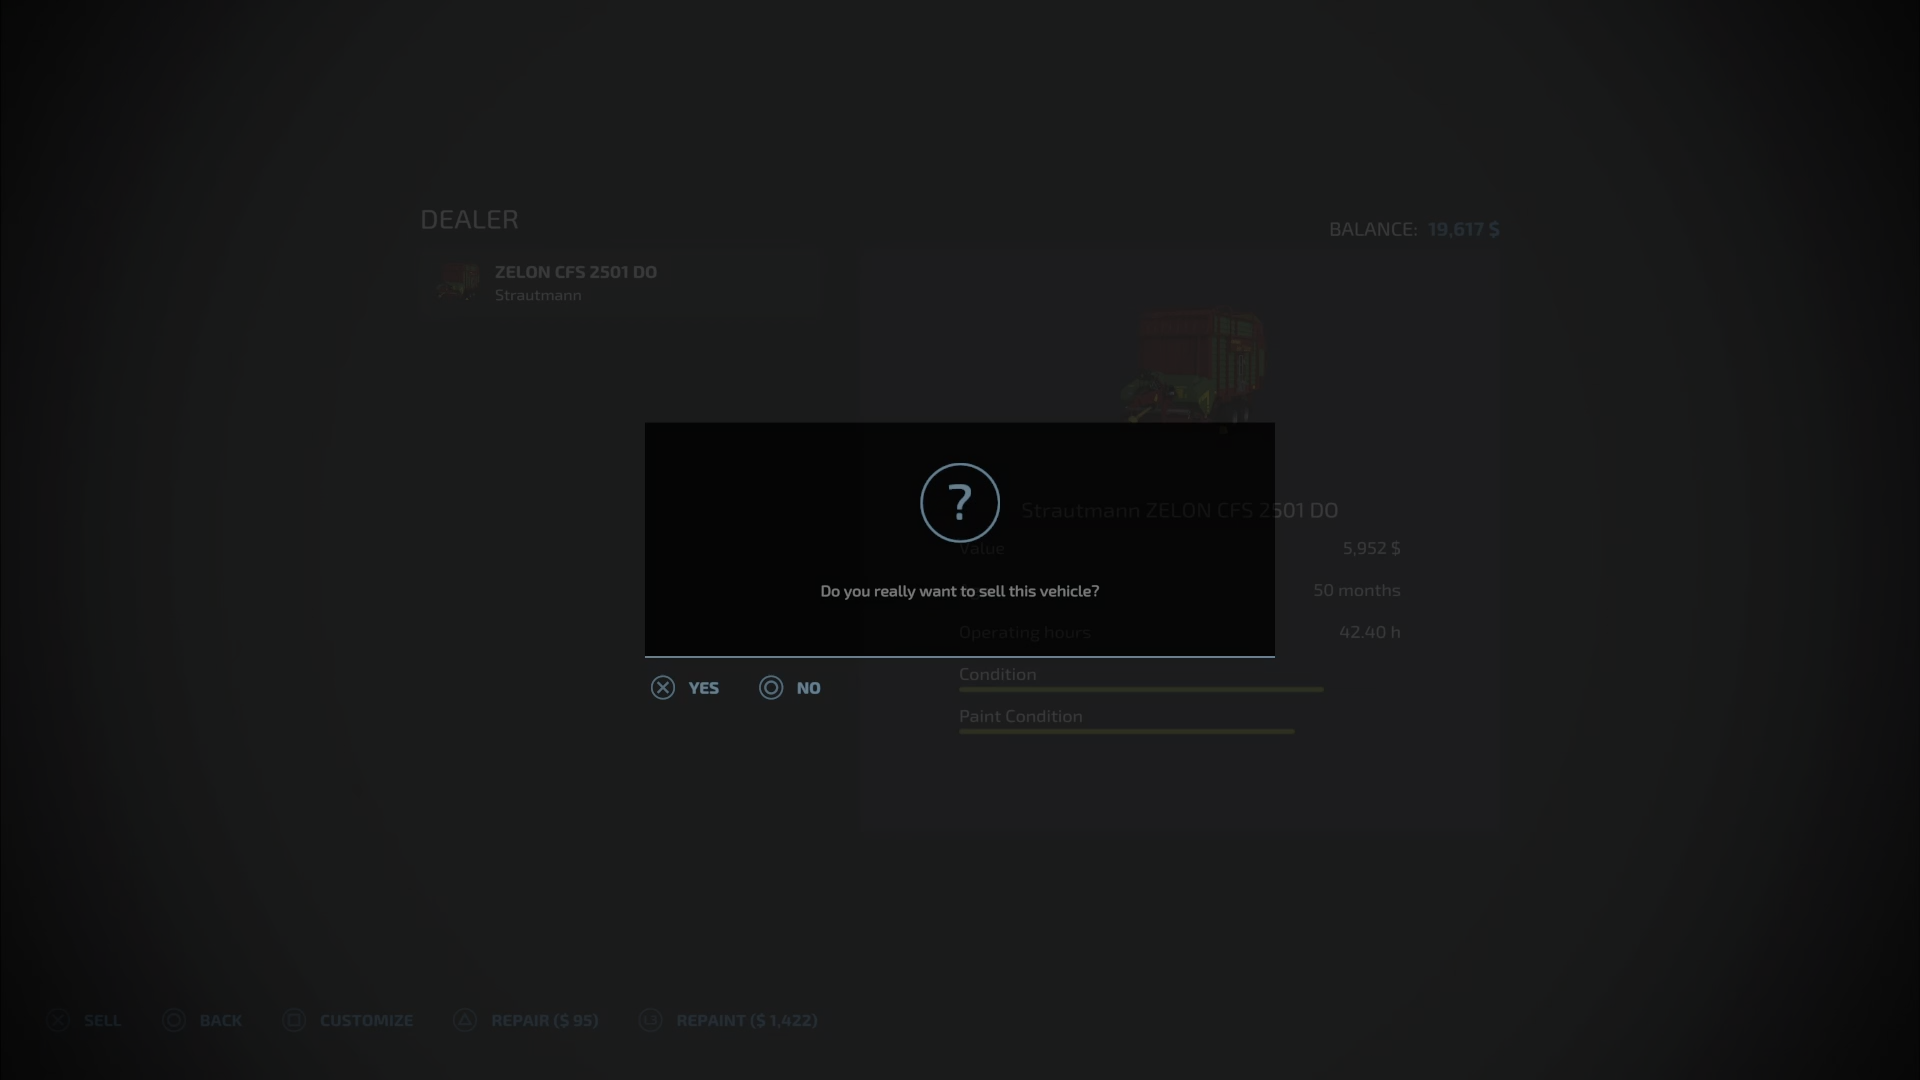 DEALER
BALANCE: 19,617 $
ZELON CFS 2501 DO
Strautmann
?
Strautmann ZELON CFS 2501 DO
Value 5,952 $
Do you really want to sell this vehicle?
50 months
Operating hours 42.40 h
Condition
YES NO
Paint Condition
SELL BACK CUSTOMIZE REPAIR ($ 95) L3 REPAINT ($ 1,422)